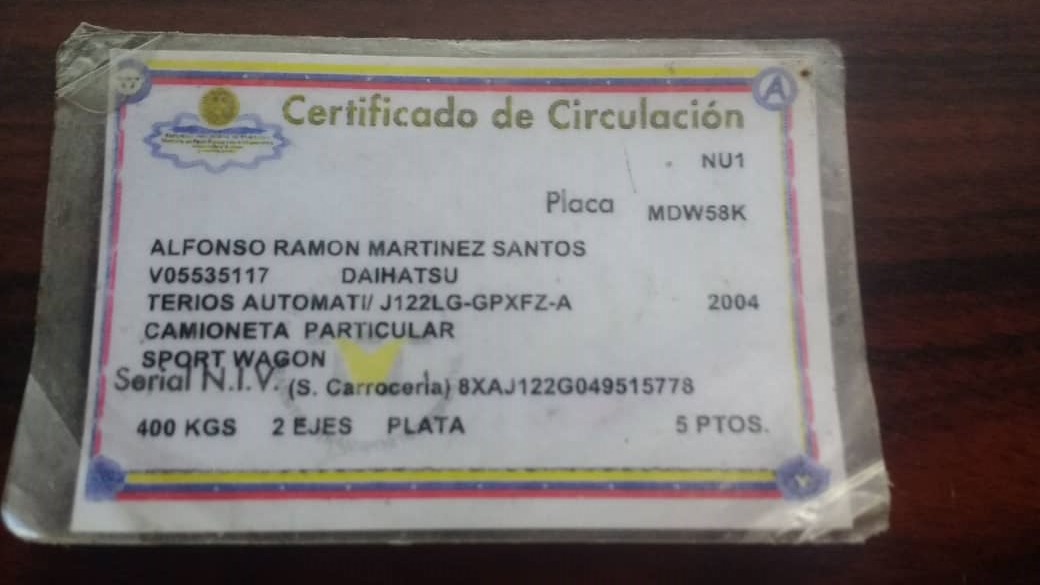 Certificado de Circulación
NU1
Placa MDW58K
ALFONSO RAMON MARTINEZ SANTOS
V05535117 DAIHATSU
TERIOS AUTOMATI/ J122LG-GPXFZ-A 2004
CAMIONETA PARTICULAR
SPORT WAGON
Serial N.I.V. (S. Carroceria) 8XAJ122G049515778
400 KGS 2 EJES PLATA 5 PTOS.